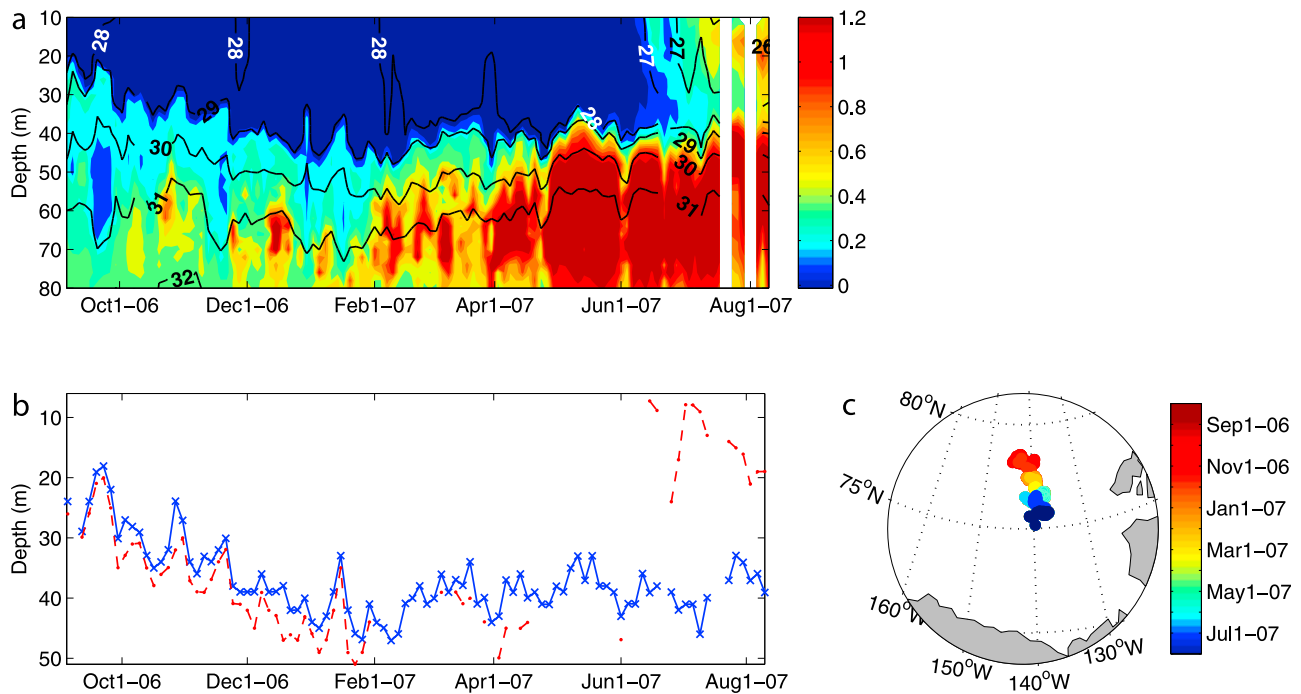 a
10
20
30
40
50
60
70
80
Depth (m)
28
28
28
27
27
26
29
28
29
30
30
31
31
32
Oct1−06
Dec1−06
Feb1−07
Apr1−07
Jun1−07
Aug1−07
1.2
1
0.8
0.6
0.4
0.2
0
b
10
20
30
40
50
Depth (m)
Oct1−06
Dec1−06
Feb1−07
Apr1−07
Jun1−07
Aug1−07
c
80°N
75°N
160°W
150°W
140°W
130°W
Sep1−06
Nov1−06
Jan1−07
Mar1−07
May1−07
Jul1−07